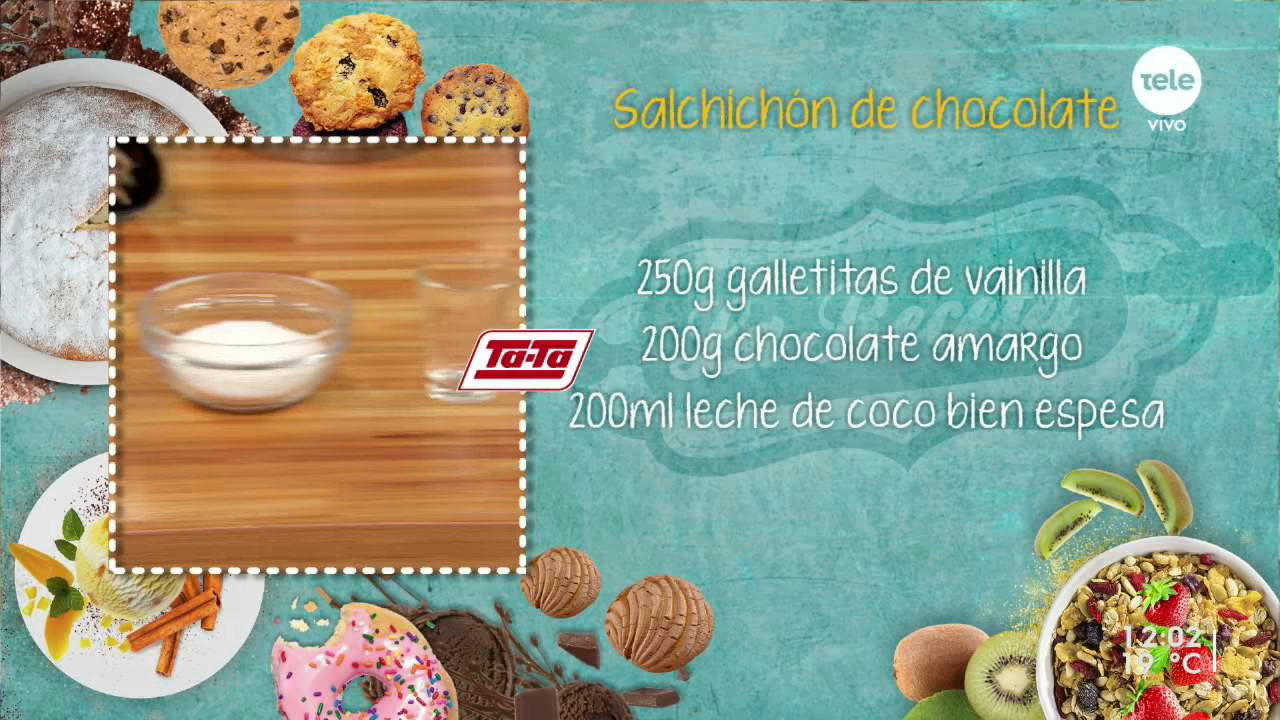 Salchichón de chocolate
tele
VIVO
250g galletitas de vainilla
200g chocolate amargo
200ml leche de coco bien espesa
Ta-Ta
12:02
19 °C